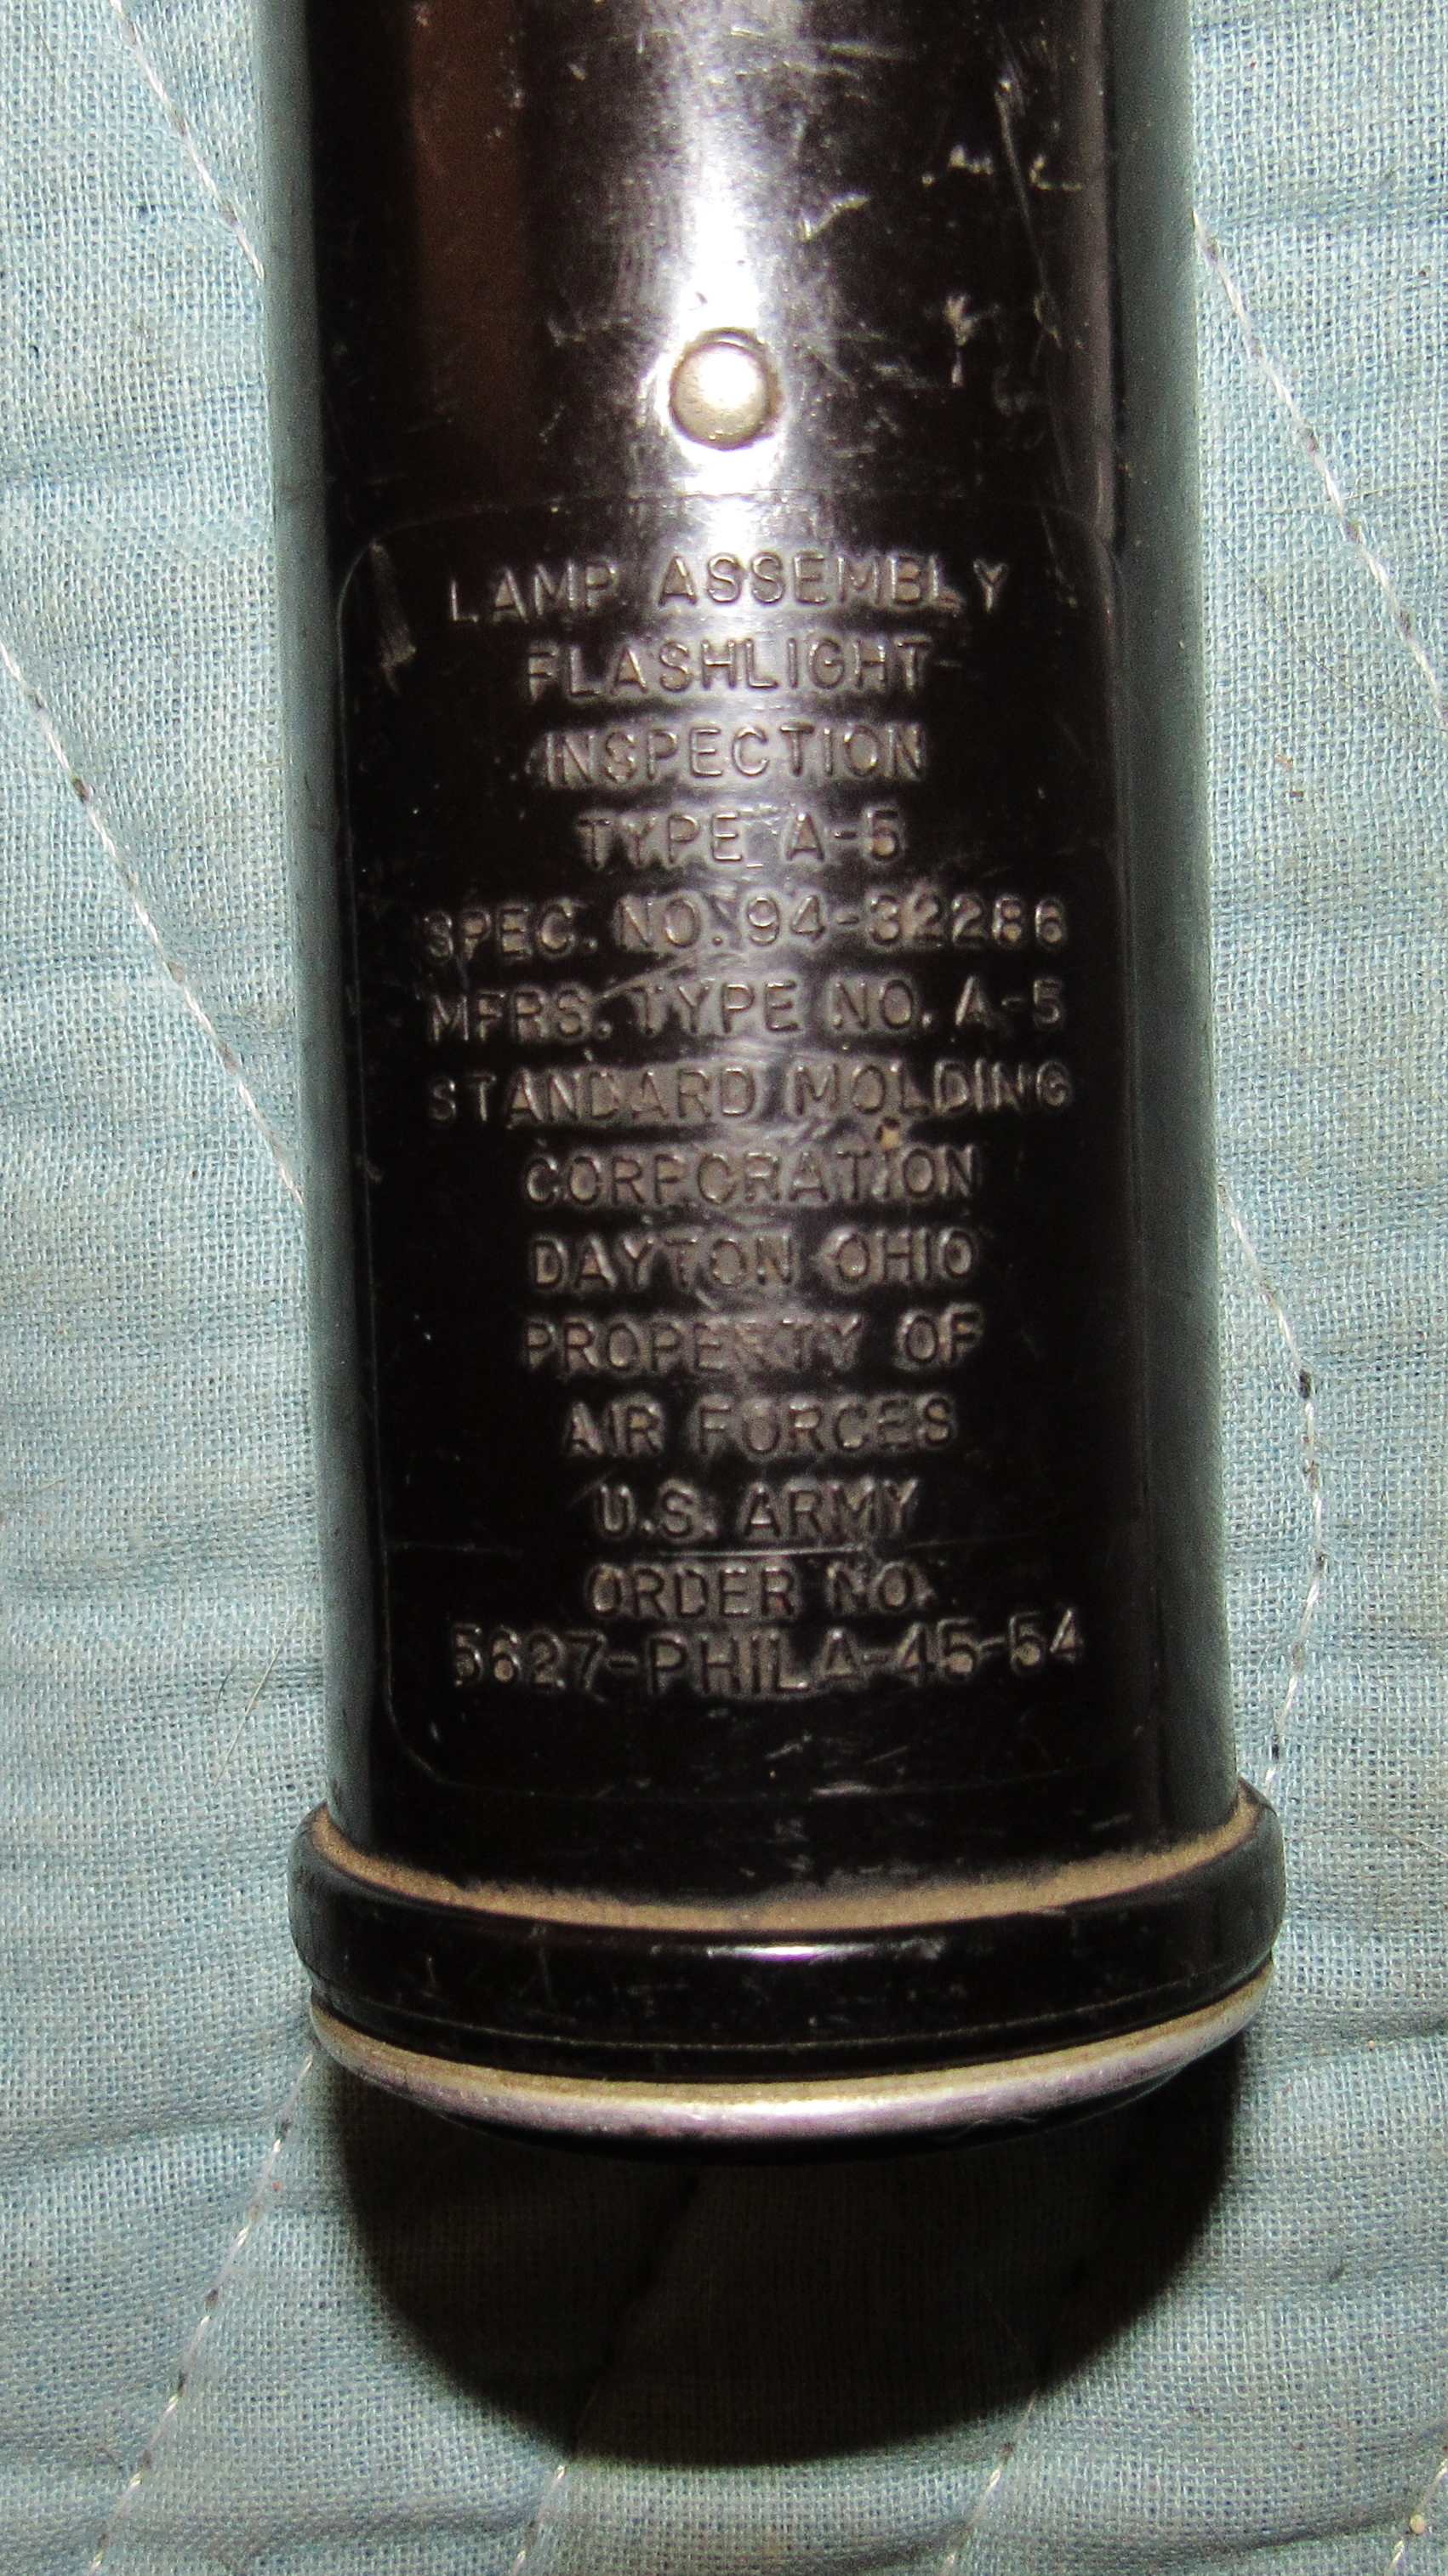 LAMP ASSEMBLY
FLASHLIGHT
INSPECTION
TYPE A-5
SPEC. NO. 94-32286
MFRS. TYPE NO. A-5
STANDARD MOLDING
CORPORATION
DAYTON OHIO
PROPERTY OF
AIR FORCES
U.S. ARMY
ORDER NO.
5627-PHILA-45-54